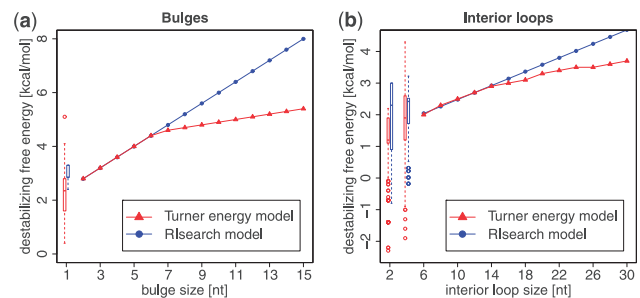 (a)
Bulges
destabilizing free energy [kcal/mol]
8
6
4
2
0
Turner energy model
RIsearch model
1 3 5 7 9 11 13 15
bulge size [nt]
(b)
Interior loops
destabilizing free energy [kcal/mol]
4
3
2
1
0
-1
-2
Turner energy model
RIsearch model
2 6 10 14 18 22 26 30
interior loop size [nt]